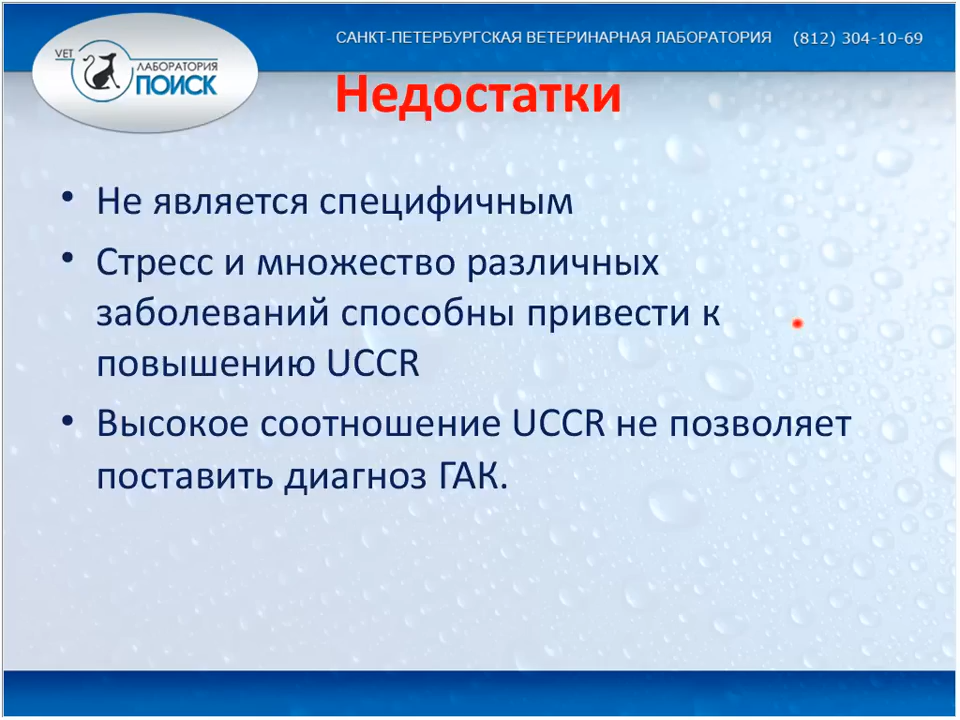 САНКТ-ПЕТЕРБУРГСКАЯ ВЕТЕРИНАРНАЯ ЛАБОРАТОРИЯ (812) 304-10-69
VET
ЛАБОРАТОРИЯ
ПОИСК
Недостатки
• Не является специфичным
• Стресс и множество различных
заболеваний способны привести к
повышению UCCR
• Высокое соотношение UCCR не позволяет
поставить диагноз ГАК.